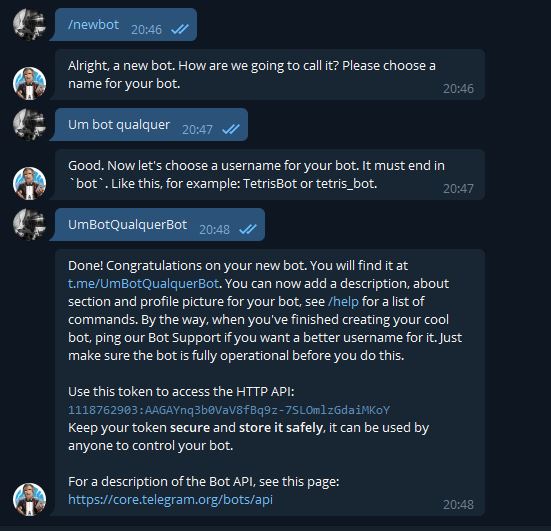 /newbot
20:46
Alright, a new bot. How are we going to call it? Please choose a
name for your bot.
20:46
Um bot qualquer
20:47
Good. Now let's choose a username for your bot. It must end in
`bot`. Like this, for example: TetrisBot or tetris_bot.
20:47
UmBotQualquerBot
20:48
Done! Congratulations on your new bot. You will find it at
t.me/UmBotQualquerBot. You can now add a description, about
section and profile picture for your bot, see /help for a list of
commands. By the way, when you've finished creating your cool
bot, ping our Bot Support if you want a better username for it. Just
make sure the bot is fully operational before you do this.
Use this token to access the HTTP API:
1118762903:AAGAYnq3b0VaV8fBq9z-7SLOmlzGdaiMKoY
Keep your token secure and store it safely, it can be used by
anyone to control your bot.
For a description of the Bot API, see this page:
https://core.telegram.org/bots/api
20:48